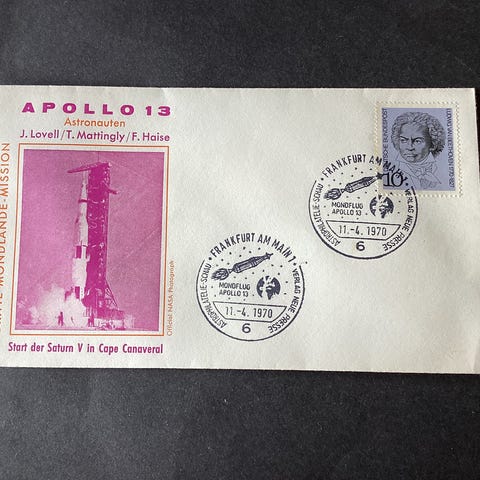 APOLLO 13
Astronauten
J. Lovell/T. Mattingly/F. Haise
MONDLANDE-MISSION
Official NASA Photograph
Start der Saturn V in Cape Canaveral
FRANKFURT AM MAIN 1
ASTROPHILATELIE-SCHAU
VERLAG NEUE PRESSE
MONDFLUG
APOLLO 13
11.-4. 1970
6
FRANKFURT AM MAIN 1
ASTROPHILATELIE-SCHAU
VERLAG NEUE PRESSE
MONDFLUG
APOLLO 13
11.-4. 1970
6
BUNDESPOST
LUDWIG VAN BEETHOVEN 1770-1827
10